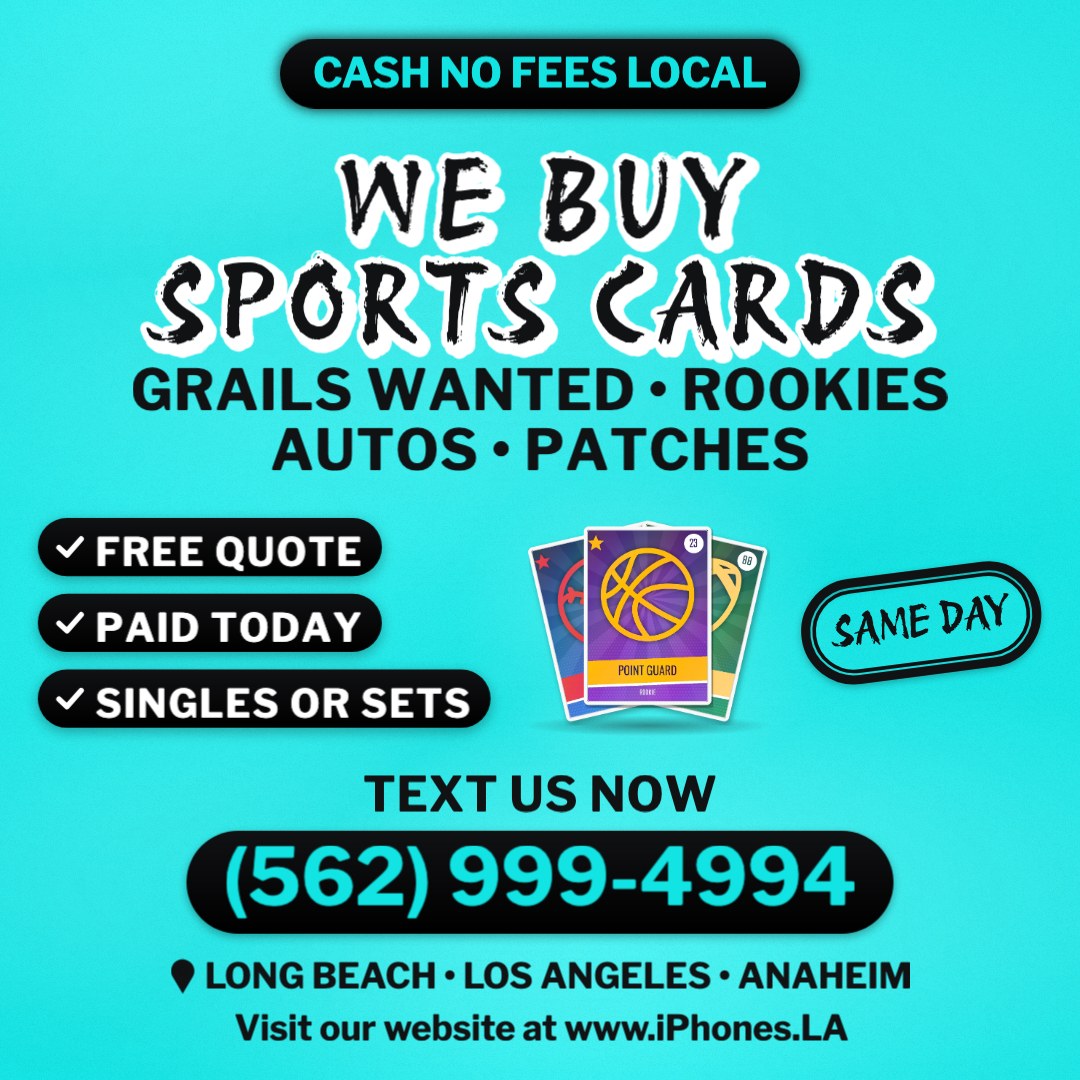 CASH NO FEES LOCAL
WE BUY
SPORTS CARDS
GRAILS WANTED • ROOKIES
AUTOS • PATCHES
✓ FREE QUOTE
✓ PAID TODAY
✓ SINGLES OR SETS
23
88
POINT GUARD
ROOKIE
SAME DAY
TEXT US NOW
(562) 999-4994
LONG BEACH • LOS ANGELES • ANAHEIM
Visit our website at www.iPhones.LA